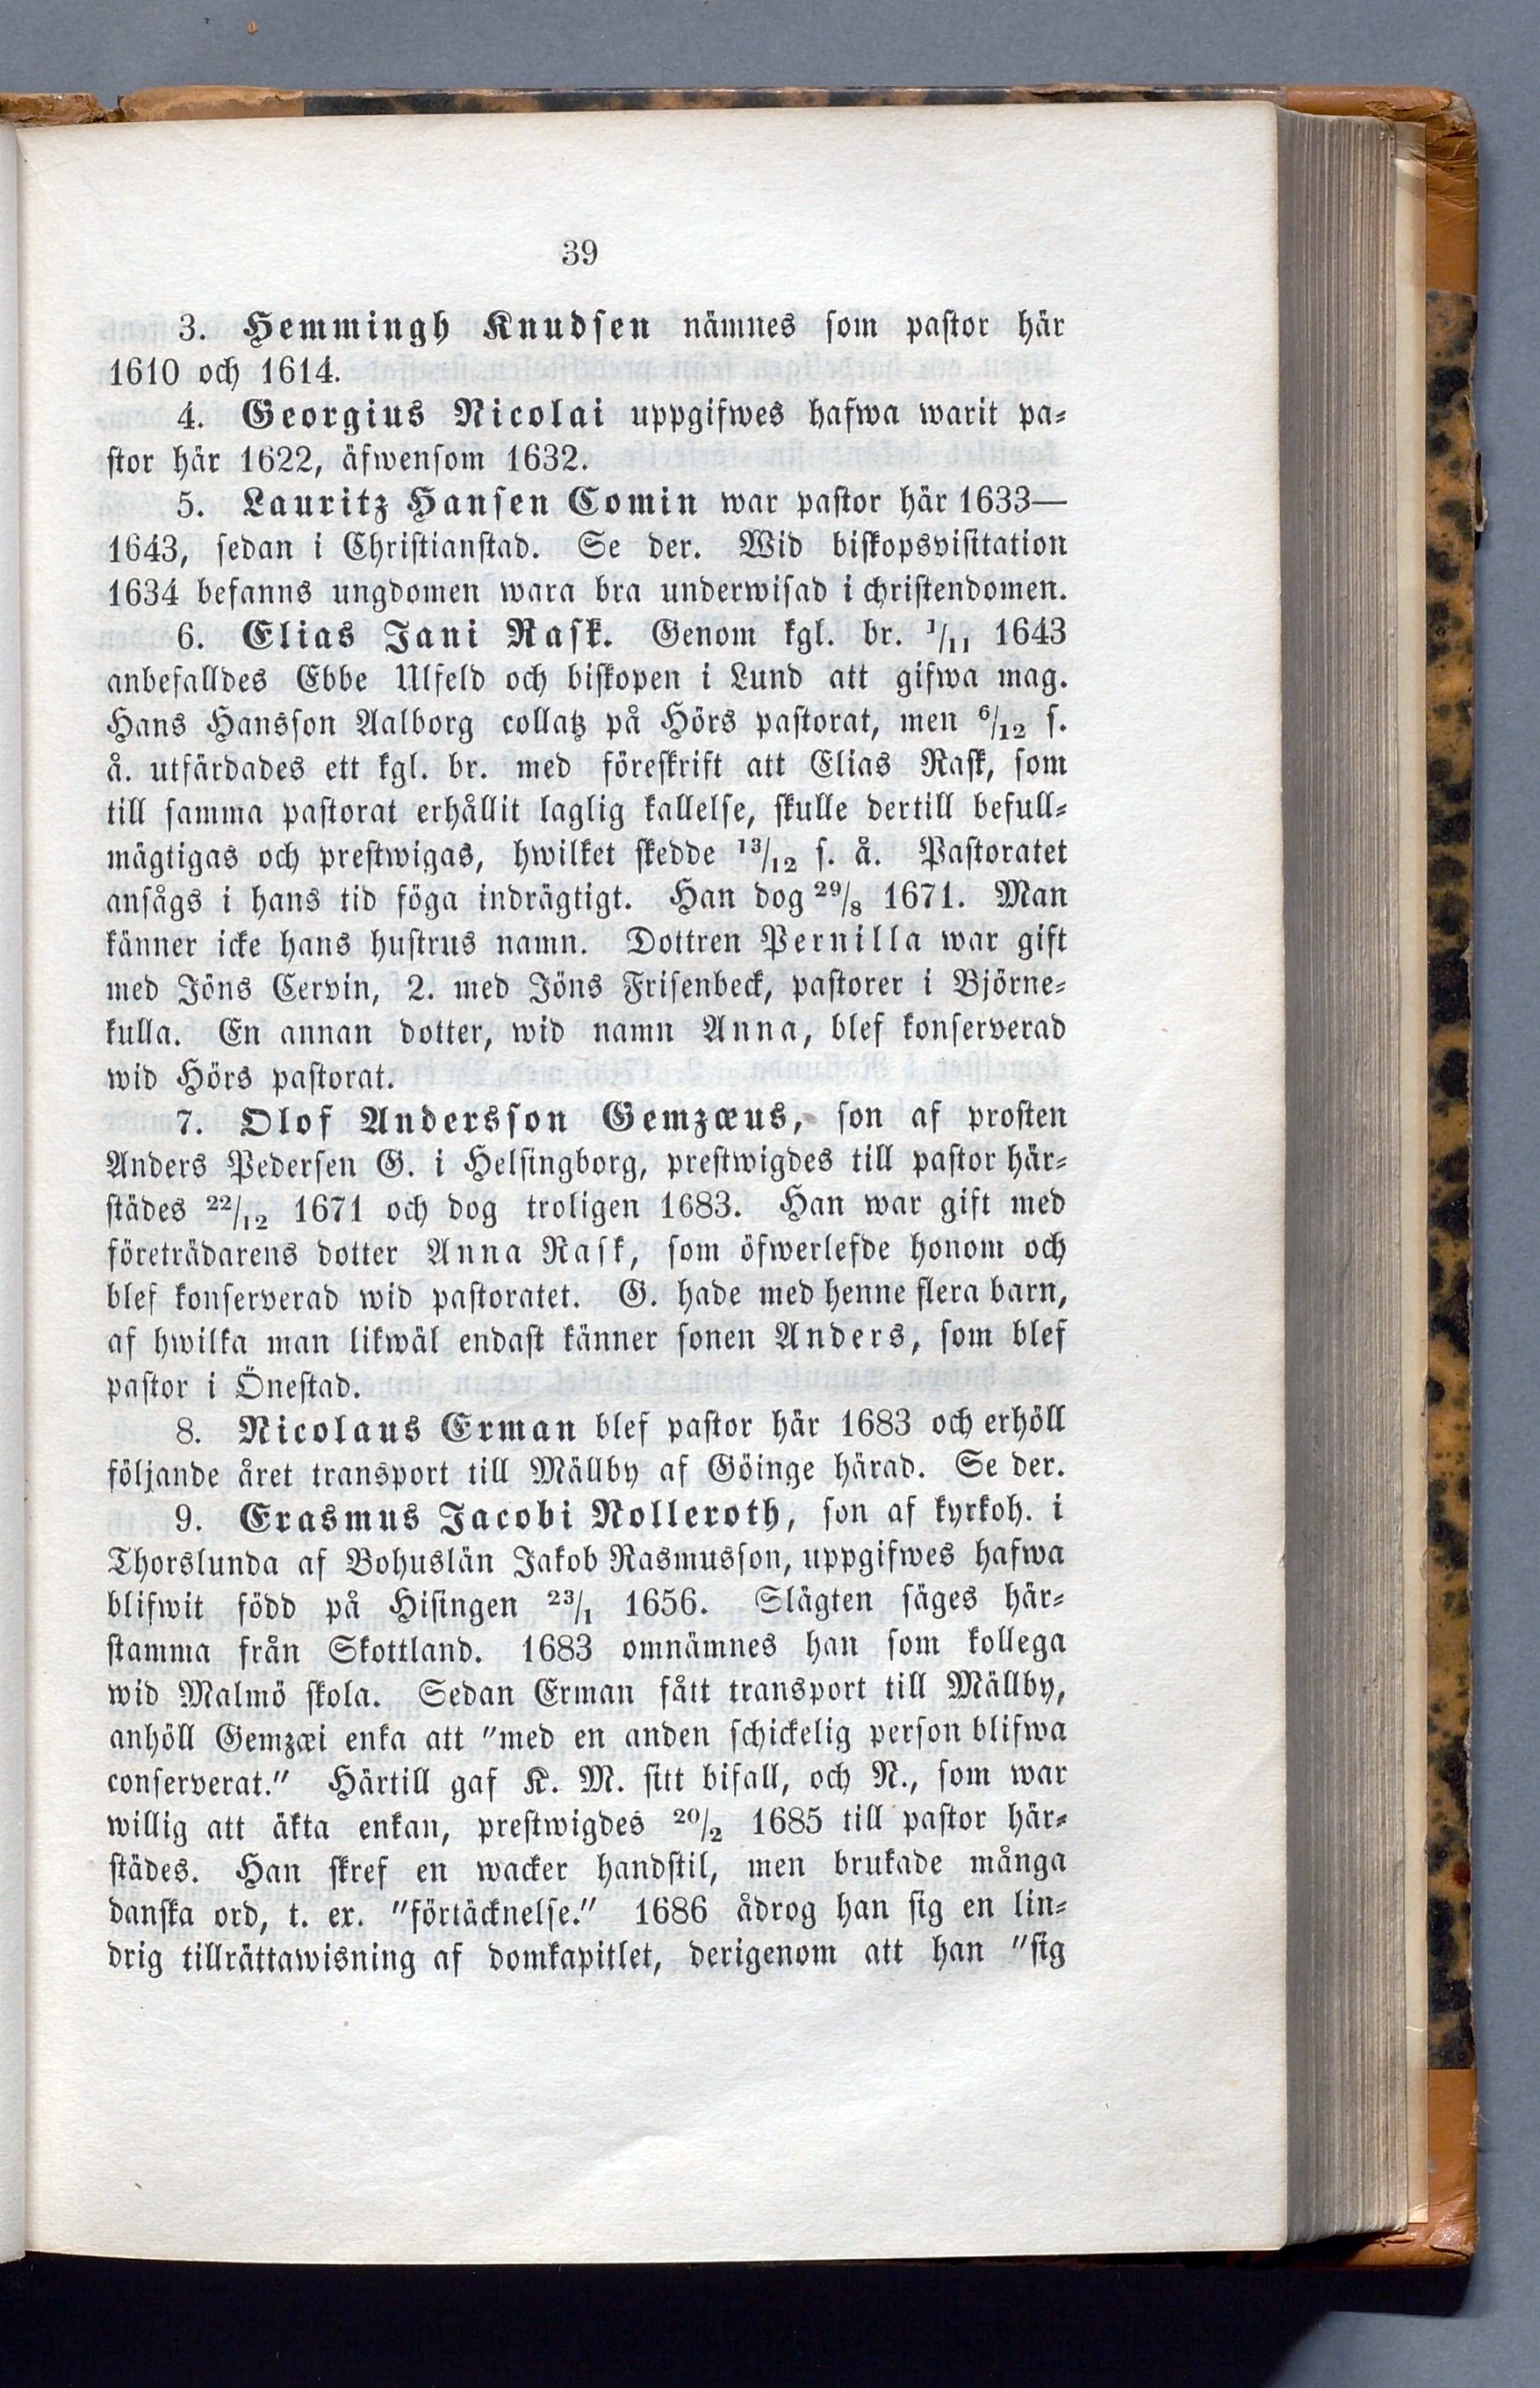 39
3. Hemmingh Knudsen nämnes som pastor här
1610 och 1614.
4. Georgius Nicolai uppgifwes hafwa warit pa-
stor här 1622, äfwensom 1632.
5. Lauritz Hansen Comin war pastor här 1633—
1643, sedan i Christianstad. Se der. Wid biskopsvisitation
1634 befanns ungdomen wara bra underwisad i christendomen.
6. Elias Jani Rask. Genom kgl. br. 1/11 1643
anbefalldes Ebbe Ulfeld och biskopen i Lund att gifwa mag.
Hans Hansson Aalborg collatz på Hörs pastorat, men 6/12 s.
å. utfärdades ett kgl. br. med föreskrift att Elias Rask, som
till samma pastorat erhållit laglig kallelse, skulle dertill befull-
mägtigas och prestwigas, hwilket skedde 13/12 s. å. Pastoratet
ansågs i hans tid föga indrägtigt. Han dog 29/8 1671. Man
känner icke hans hustrus namn. Dottren Pernilla war gift
med Jöns Cervin, 2. med Jöns Frisenbeck, pastorer i Björne-
kulla. En annan dotter, wid namn Anna, blef konserverad
wid Hörs pastorat.
7. Olof Andersson Gemzæus, son af prosten
Anders Pedersen G. i Helsingborg, prestwigdes till pastor här-
städes 22/12 1671 och dog troligen 1683. Han war gift med
företrädarens dotter Anna Rask, som öfwerlefde honom och
blef konserverad wid pastoratet. G. hade med henne flera barn,
af hwilka man likwäl endast känner sonen Anders, som blef
pastor i Önestad.
8. Nicolaus Erman blef pastor här 1683 och erhöll
följande året transport till Mällby af Göinge härad. Se der.
9. Erasmus Jacobi Nolleroth, son af kyrkoh. i
Thorslunda af Bohuslän Jakob Rasmusson, uppgifwes hafwa
blifwit född på Hisingen 23/1 1656. Slägten säges här-
stamma från Skottland. 1683 omnämnes han som kollega
wid Malmö skola. Sedan Erman fått transport till Mällby,
anhöll Gemzæi enka att "med en anden schickelig person blifwa
conserverat." Härtill gaf K. M. sitt bifall, och N., som war
willig att äkta enkan, prestwigdes 20/2 1685 till pastor här-
städes. Han skref en wacker handstil, men brukade många
danska ord, t. ex. "förtäcknelse." 1686 ådrog han sig en lin-
drig tillrättawisning af domkapitlet, derigenom att han "sig